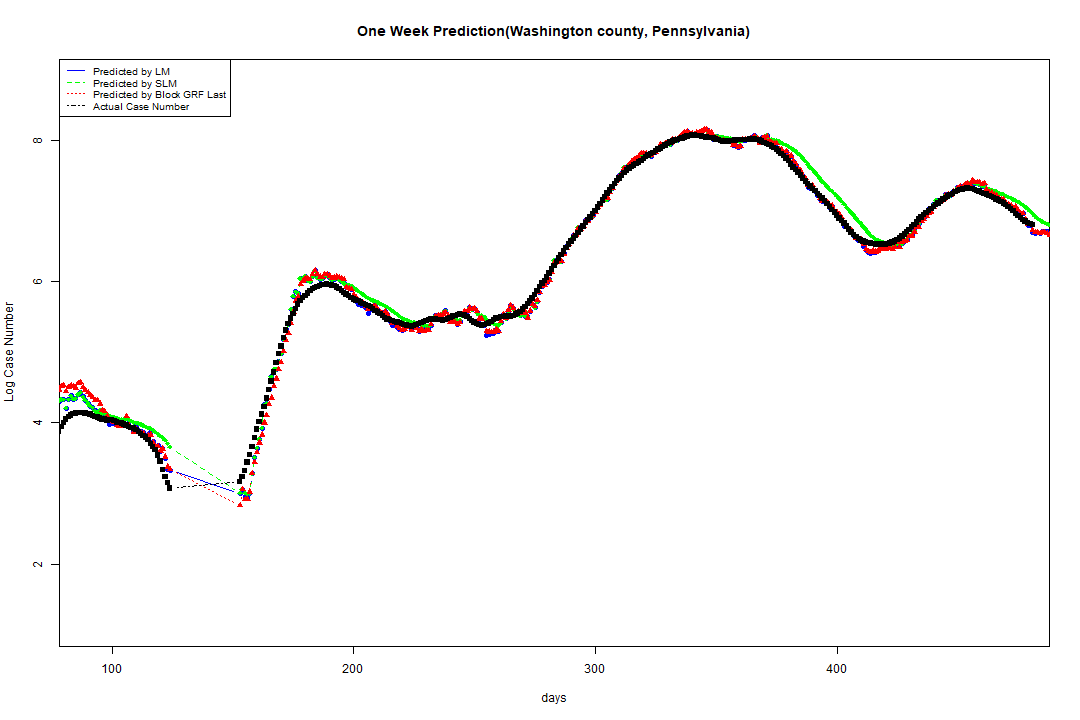 One Week Prediction(Washington county, Pennsylvania)
Predicted by LM
Predicted by SLM
Predicted by Block GRF Last
Actual Case Number
Log Case Number
8
6
4
2
100
200
300
400
days